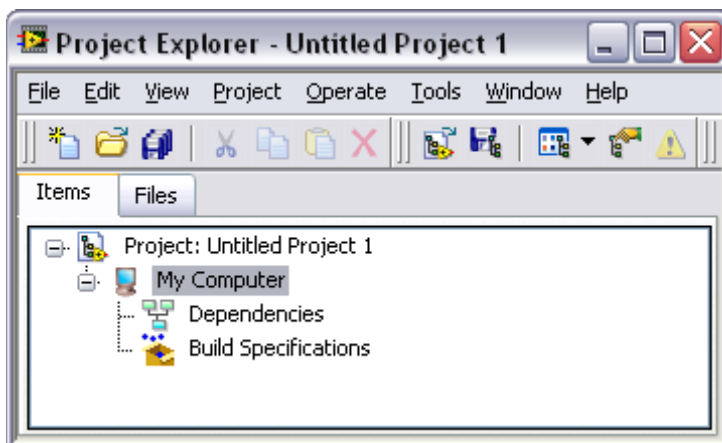 Project Explorer - Untitled Project 1
File Edit View Project Operate Tools Window Help
Items Files
Project: Untitled Project 1
My Computer
Dependencies
Build Specifications